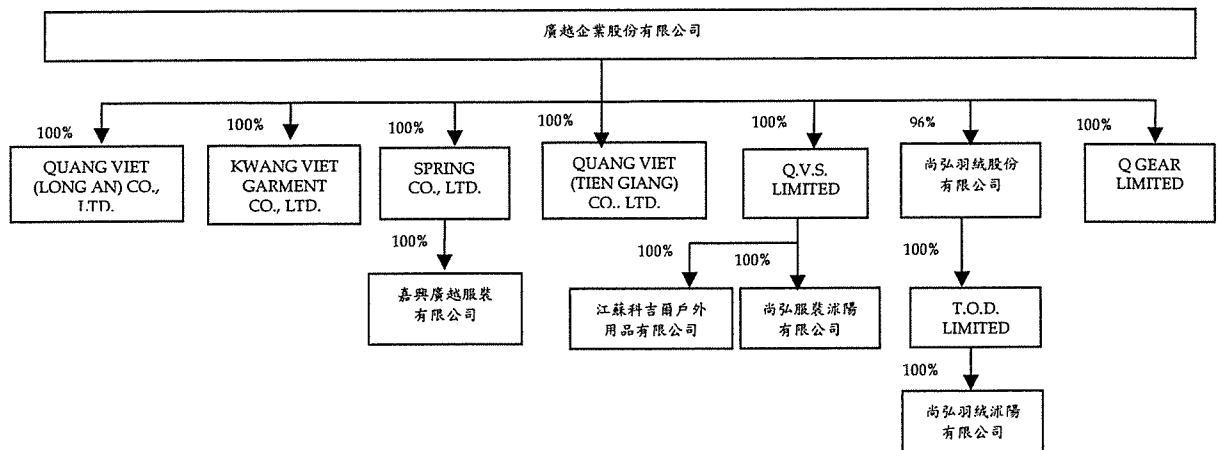 廣越企業股份有限公司
100%
100%
100%
100%
100%
96%
100%
QUANG VIET
(LONG AN) CO.,
LTD.
KWANG VIET
GARMENT
CO., LTD.
SPRING
CO., LTD.
QUANG VIET
(TIEN GIANG)
CO., LTD.
Q.V.S.
LIMITED
尚弘羽絨股份
有限公司
Q GEAR
LIMITED
100%
100%
100%
100%
嘉興廣越服裝
有限公司
江蘇科吉爾戶外
用品有限公司
尚弘服裝沭陽
有限公司
T.O.D.
LIMITED
100%
尚弘羽絨沭陽
有限公司